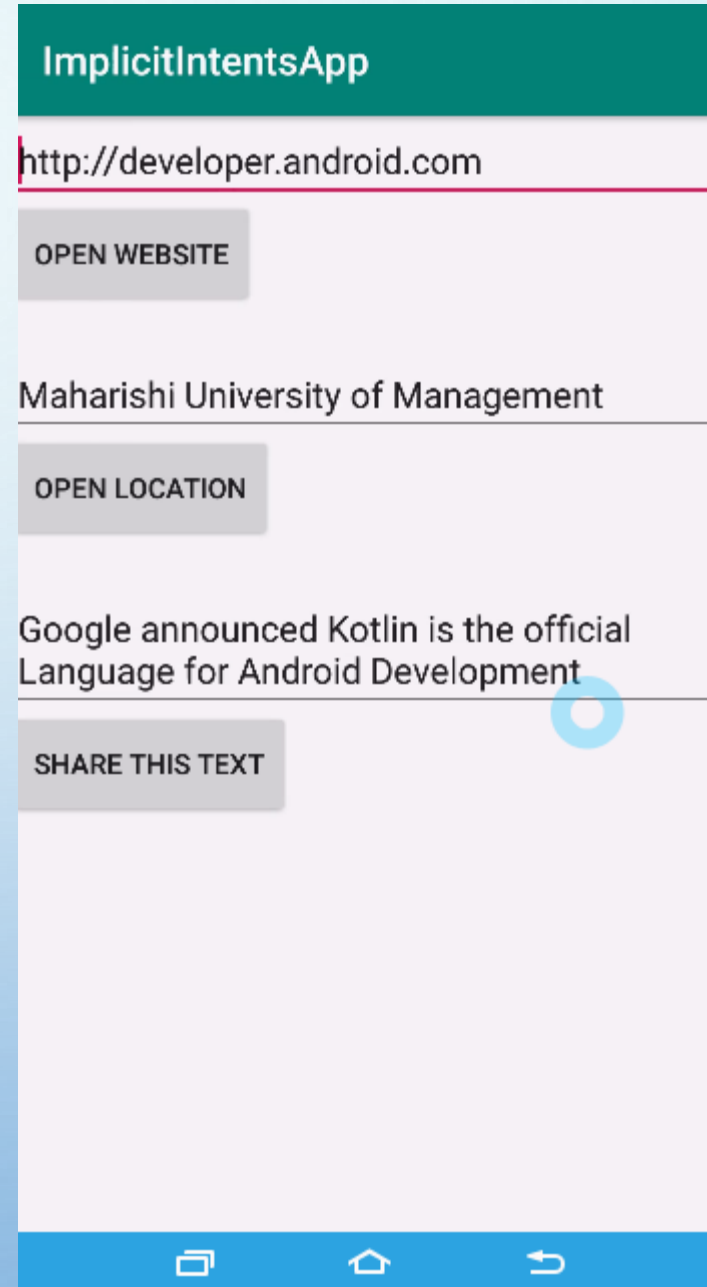 ImplicitIntentsApp
http://developer.android.com
OPEN WEBSITE
Maharishi University of Management
OPEN LOCATION
Google announced Kotlin is the official
Language for Android Development
SHARE THIS TEXT